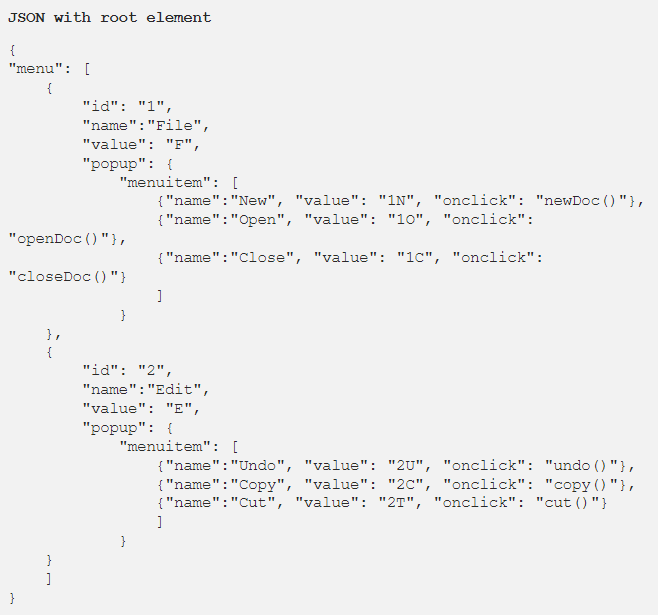 JSON with root element
{
"menu": [
    {
        "id": "1",
        "name":"File",
        "value": "F",
        "popup": {
            "menuitem": [
                {"name":"New", "value": "1N", "onclick": "newDoc()"},
                {"name":"Open", "value": "1O", "onclick":
"openDoc()"},
                {"name":"Close", "value": "1C", "onclick":
"closeDoc()"}
                ]
            }
    },
    {
        "id": "2",
        "name":"Edit",
        "value": "E",
        "popup": {
            "menuitem": [
                {"name":"Undo", "value": "2U", "onclick": "undo()"},
                {"name":"Copy", "value": "2C", "onclick": "copy()"},
                {"name":"Cut", "value": "2T", "onclick": "cut()"}
                ]
            }
    }
    ]
}